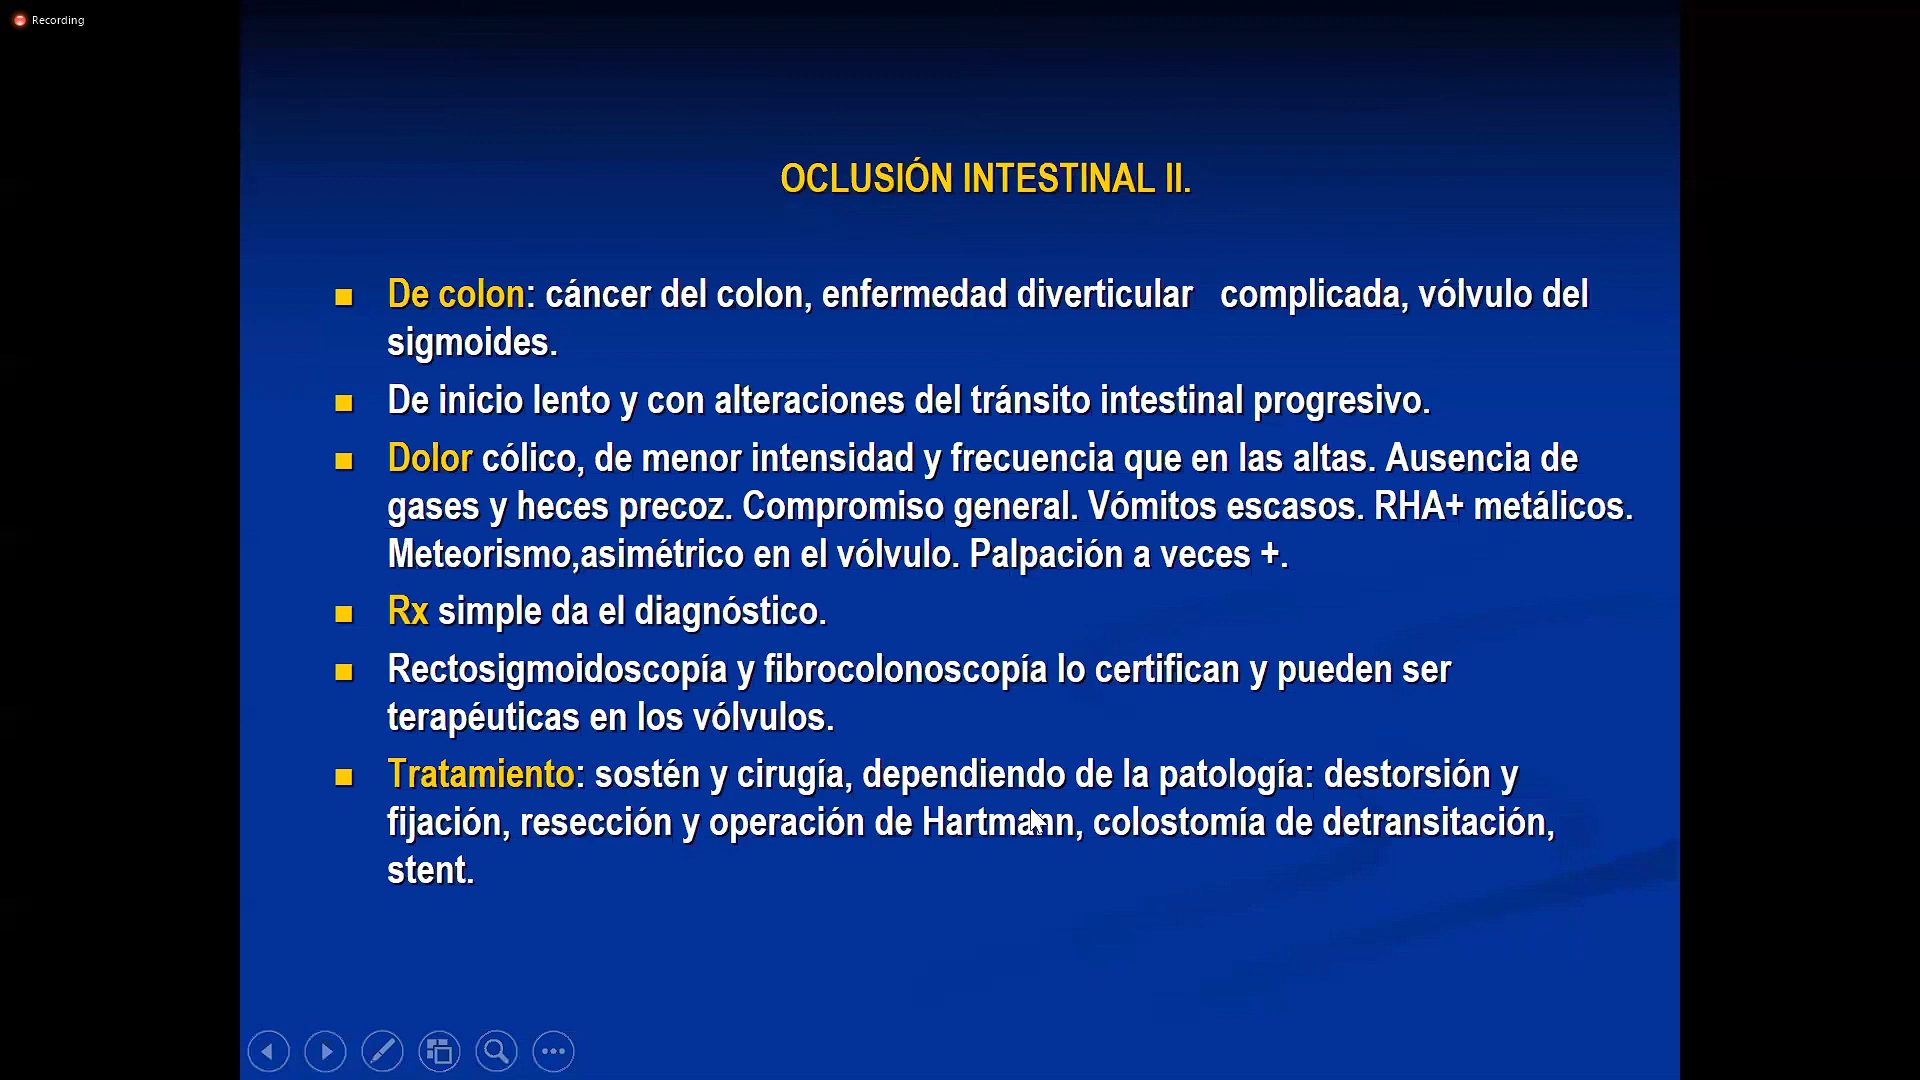 Recording
OCLUSIÓN INTESTINAL II.
De colon: cáncer del colon, enfermedad diverticular complicada, vólvulo del
sigmoides.
De inicio lento y con alteraciones del tránsito intestinal progresivo.
Dolor cólico, de menor intensidad y frecuencia que en las altas. Ausencia de
gases y heces precoz. Compromiso general. Vómitos escasos. RHA+ metálicos.
Meteorismo,asimétrico en el vólvulo. Palpación a veces +.
Rx simple da el diagnóstico.
Rectosigmoidoscopía y fibrocolonoscopía lo certifican y pueden ser
terapéuticas en los vólvulos.
Tratamiento: sostén y cirugía, dependiendo de la patología: destorsión y
fijación, resección y operación de Hartmann, colostomía de detransitación,
stent.